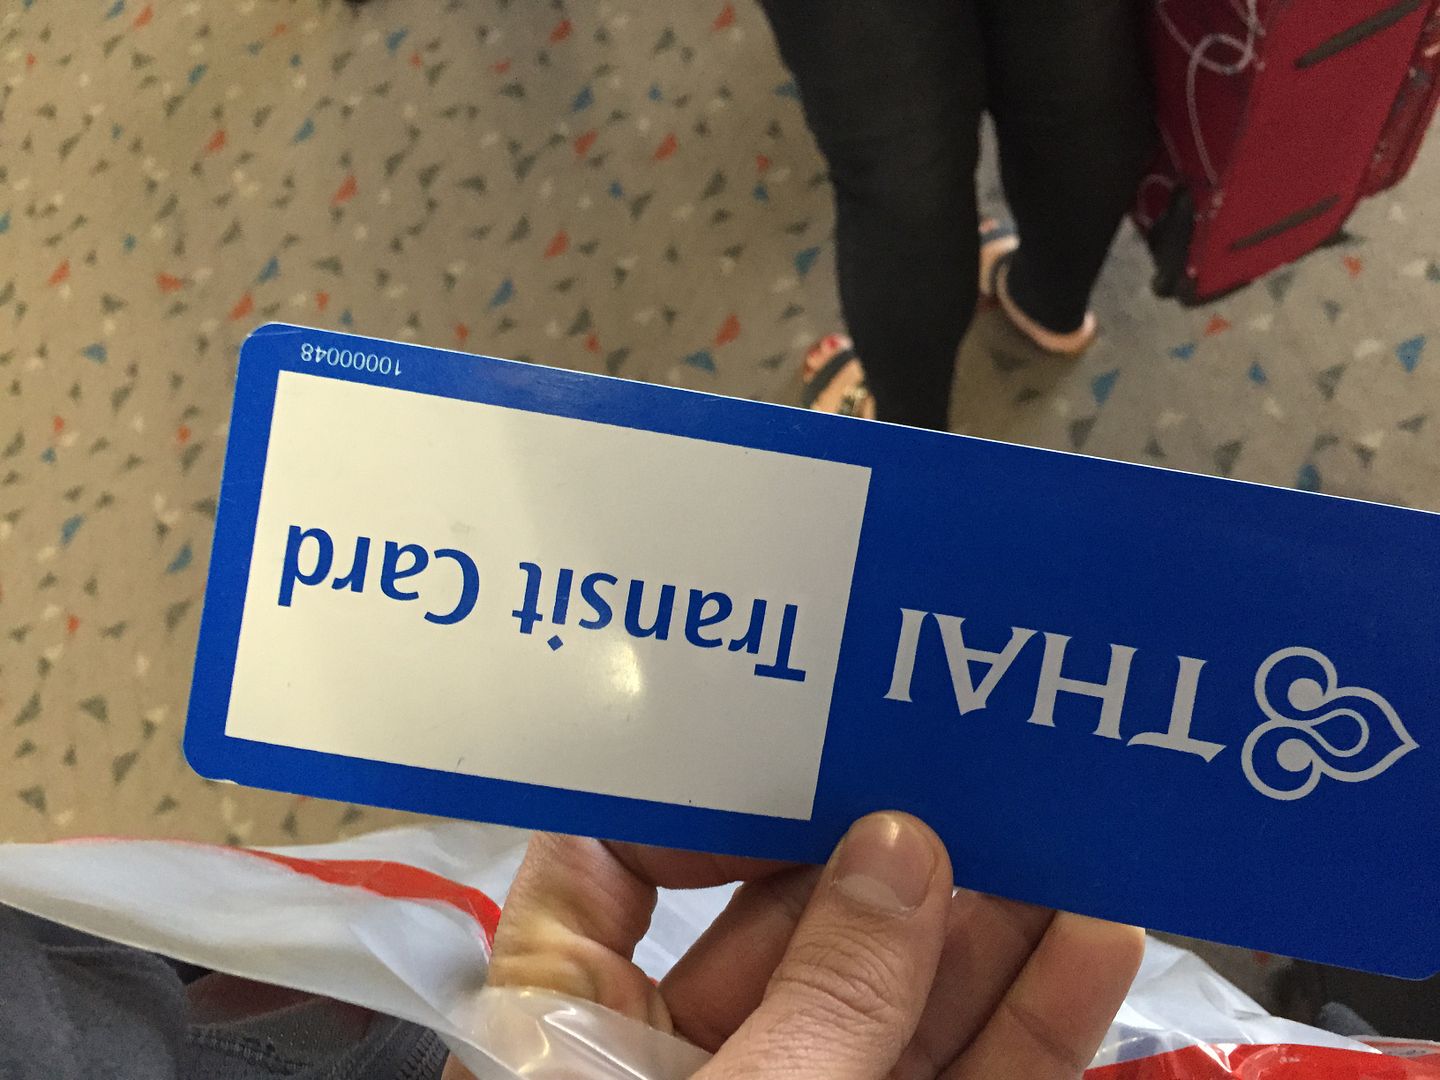 THAI
Transit Card
10000048